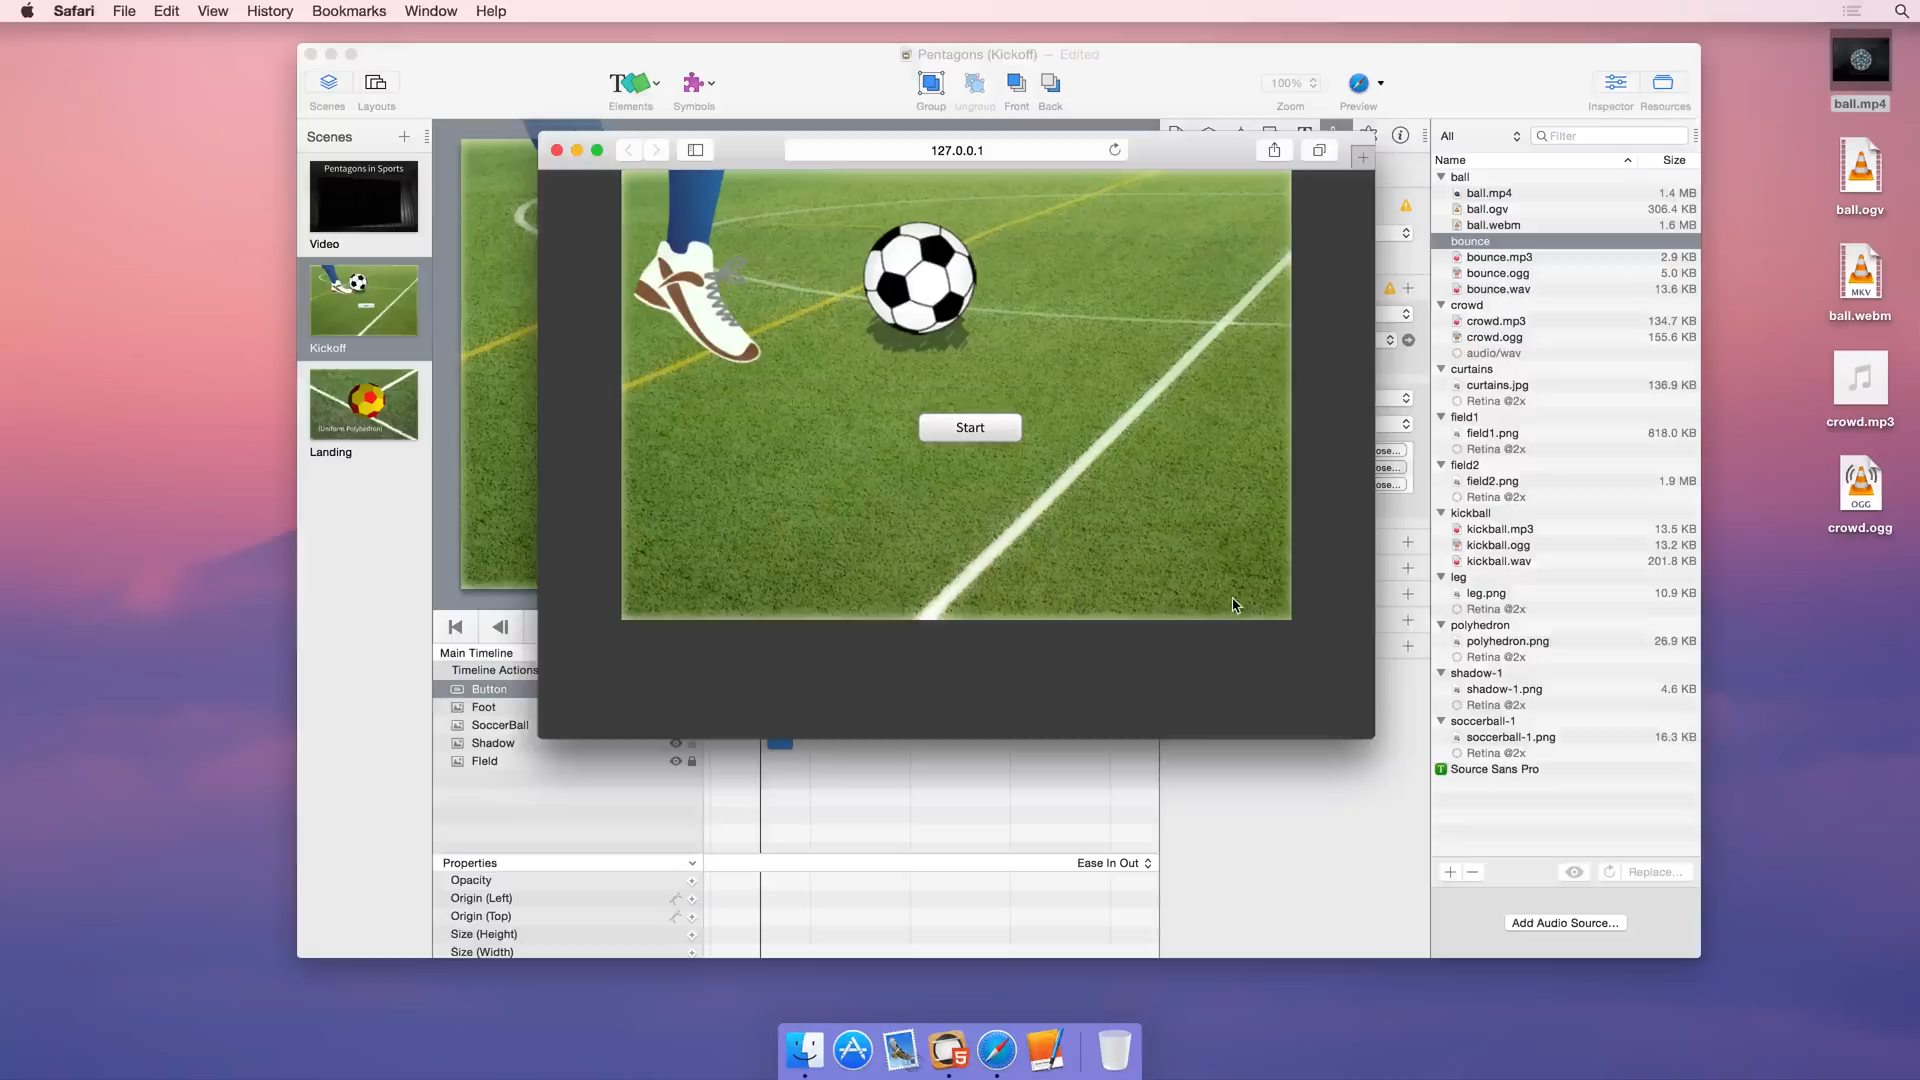 Safari File Edit View History Bookmarks Window Help
Pentagons (Kickoff) — Edited
Scenes Layouts
Elements Symbols
Group ungroup Front Back
100%
Zoom Preview
Inspector Resources
Scenes
Pentagons in Sports
Video
Kickoff
(Uniform Polyhedron)
Landing
127.0.0.1
Start
ose...
ose...
ose...
All
Filter
Name Size
ball
ball.mp4 1.4 MB
ball.ogv 306.4 KB
ball.webm 1.6 MB
bounce
bounce.mp3 2.9 KB
bounce.ogg 5.0 KB
bounce.wav 13.6 KB
crowd
crowd.mp3 134.7 KB
crowd.ogg 155.6 KB
audio/wav
curtains
curtains.jpg 136.9 KB
Retina @2x
field1
field1.png 818.0 KB
Retina @2x
field2
field2.png 1.9 MB
Retina @2x
kickball
kickball.mp3 13.5 KB
kickball.ogg 13.2 KB
kickball.wav 201.8 KB
leg
leg.png 10.9 KB
Retina @2x
polyhedron
polyhedron.png 26.9 KB
Retina @2x
shadow-1
shadow-1.png 4.6 KB
Retina @2x
soccerball-1
soccerball-1.png 16.3 KB
Retina @2x
T Source Sans Pro
Replace...
Add Audio Source...
Main Timeline
Timeline Actions
Button
Foot
SoccerBall
Shadow
Field
Properties
Ease In Out
Opacity
Origin (Left)
Origin (Top)
Size (Height)
Size (Width)
ball.mp4
ball.ogv
MKV
ball.webm
crowd.mp3
OGG
crowd.ogg
5